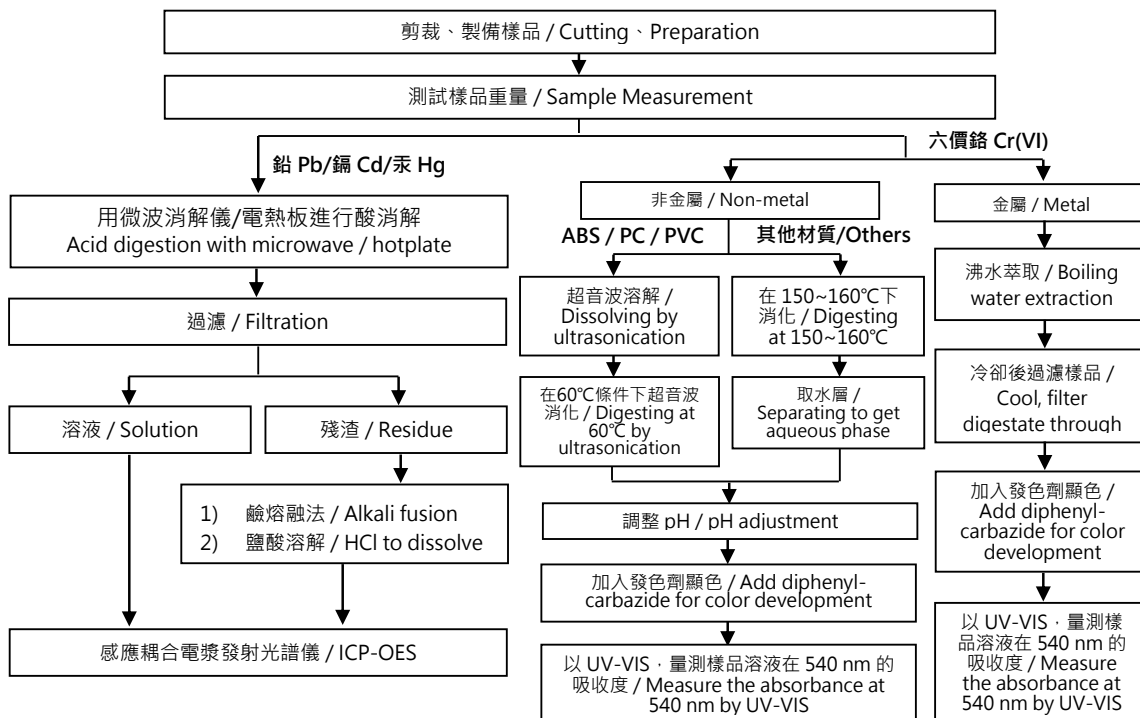 剪裁、製備樣品 / Cutting、Preparation
測試樣品重量 / Sample Measurement
鉛 Pb/鎘 Cd/汞 Hg
用微波消解儀/電熱板進行酸消解
Acid digestion with microwave / hotplate
過濾 / Filtration
溶液 / Solution
殘渣 / Residue
1) 鹼熔融法 / Alkali fusion
2) 鹽酸溶解 / HCl to dissolve
感應耦合電漿發射光譜儀 / ICP-OES
六價鉻 Cr(VI)
非金屬 / Non-metal
ABS / PC / PVC
其他材質/Others
超音波溶解 /
Dissolving by
ultrasonication
在60℃條件下超音波
消化 / Digesting at
60℃ by
ultrasonication
在 150~160℃下
消化 / Digesting
at 150~160℃
取水層 /
Separating to get
aqueous phase
調整 pH / pH adjustment
加入發色劑顯色 / Add diphenyl-
carbazide for color development
以 UV-VIS，量測樣品溶液在 540 nm 的
吸收度 / Measure the absorbance at
540 nm by UV-VIS
金屬 / Metal
沸水萃取 / Boiling
water extraction
冷卻後過濾樣品 /
Cool, filter
digestate through
加入發色劑顯色 /
Add diphenyl-
carbazide for color
development
以 UV-VIS，量測樣
品溶液在 540 nm 的
吸收度 / Measure
the absorbance at
540 nm by UV-VIS